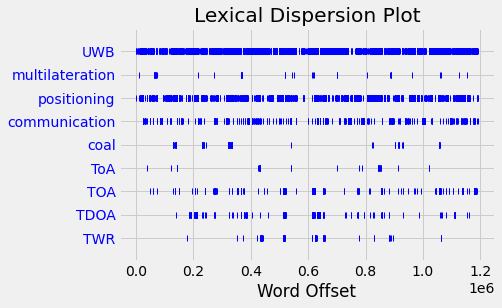 Lexical Dispersion Plot
UWB
multilateration
positioning
communication
coal
ToA
TOA
TDOA
TWR
0.0 0.2 0.4 0.6 0.8 1.0 1.2
1e6
Word Offset